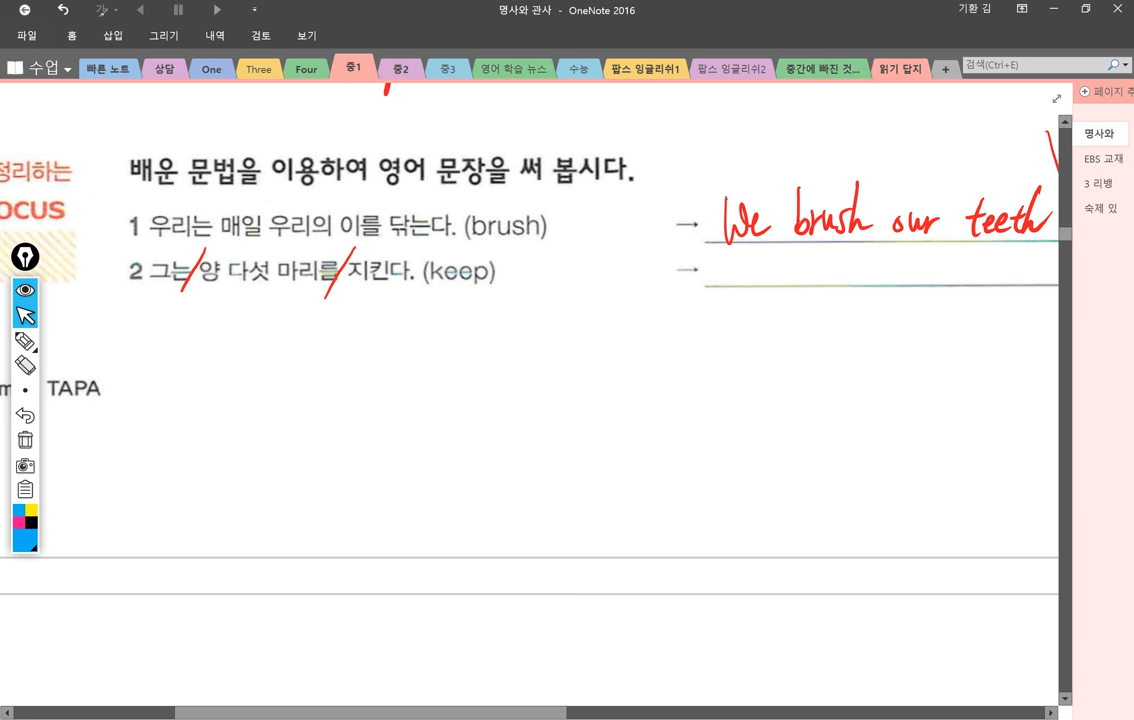 명사와 관사 - OneNote 2016
기환 김
파일 홈 삽입 그리기 내역 검토 보기
수업 빠른 노트 상담 One Three Four 중1 중2 중3 영어 학습 뉴스 수능 팝스 잉글리쉬1 팝스 잉글리쉬2 중간에 빠진 것... 읽기 답지 + 검색(Ctrl+E)
페이지 추
명사와
EBS 교재
3 리뱅
숙제 있
정리하는
OCUS
배운 문법을 이용하여 영어 문장을 써 봅시다.
1 우리는 매일 우리의 이를 닦는다. (brush) → We brush our teeth
2 그는 양 다섯 마리를 지킨다. (keep) →
TAPA